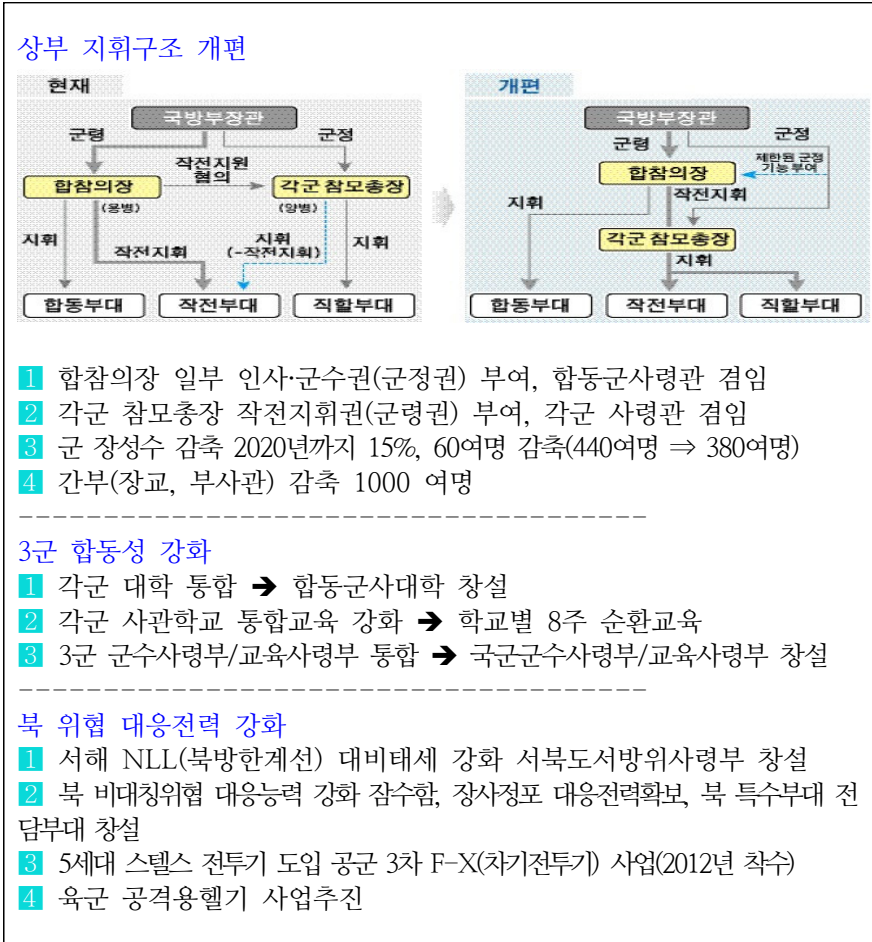 상부 지휘구조 개편
현재
국방부장관
군령
군정
작전지원
협의
합참의장
각군 참모총장
(용병)
(양병)
지휘
작전지휘
지휘
(-작전지휘)
지휘
합동부대
작전부대
직할부대
개편
국방부장관
군령
군정
제한된 군정
기능 부여
합참의장
지휘
작전지휘
각군 참모총장
지휘
합동부대
작전부대
직할부대
1 합참의장 일부 인사·군수권(군정권) 부여, 합동군사령관 겸임
2 각군 참모총장 작전지휘권(군령권) 부여, 각군 사령관 겸임
3 군 장성수 감축 2020년까지 15%, 60여명 감축(440여명 ⇒ 380여명)
4 간부(장교, 부사관) 감축 1000 여명
3군 합동성 강화
1 각군 대학 통합 ➔ 합동군사대학 창설
2 각군 사관학교 통합교육 강화 ➔ 학교별 8주 순환교육
3 3군 군수사령부/교육사령부 통합 ➔ 국군군수사령부/교육사령부 창설
북 위협 대응전력 강화
1 서해 NLL(북방한계선) 대비태세 강화 서북도서방위사령부 창설
2 북 비대칭위협 대응능력 강화 잠수함, 장사정포 대응전력확보, 북 특수부대 전
담부대 창설
3 5세대 스텔스 전투기 도입 공군 3차 F-X(차기전투기) 사업(2012년 착수)
4 육군 공격용헬기 사업추진